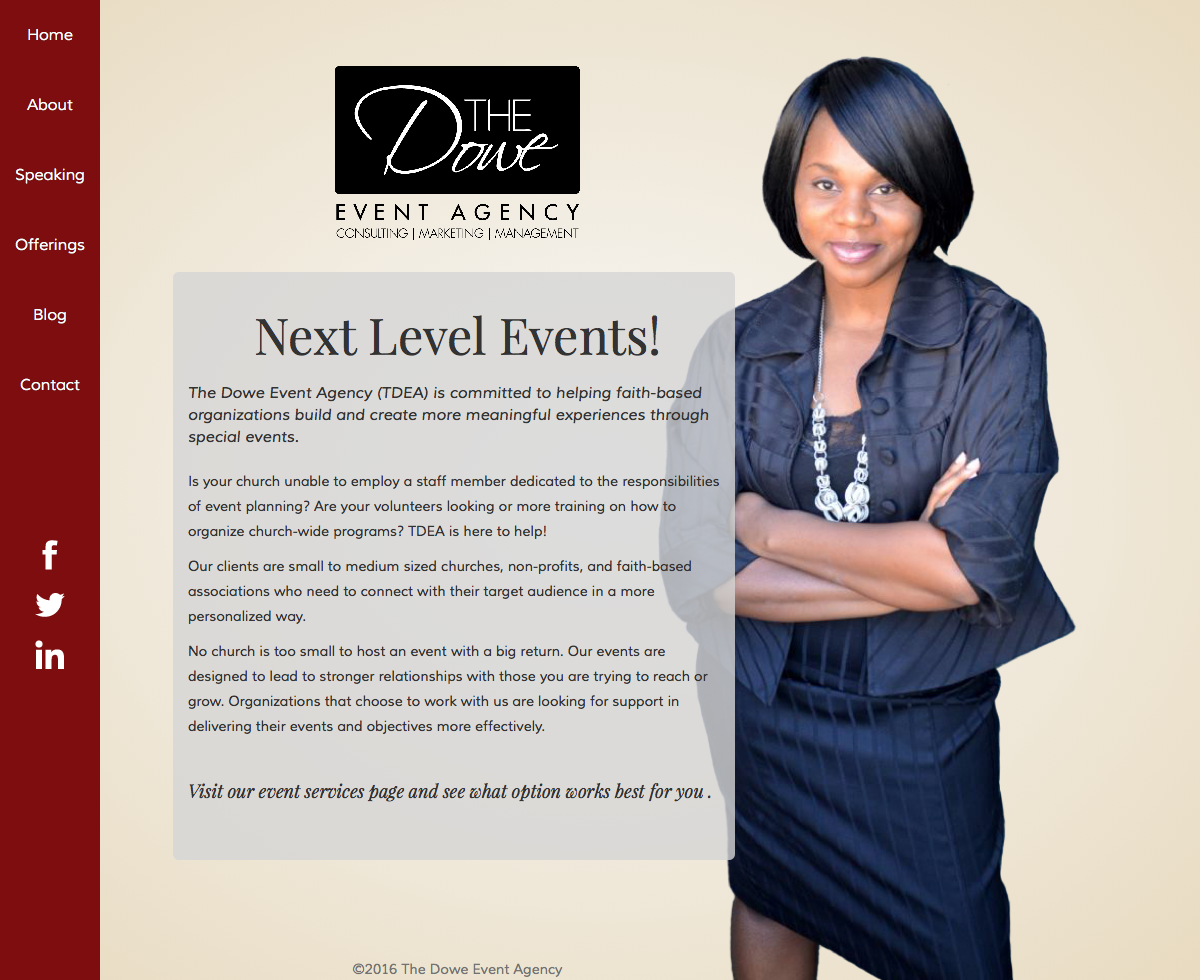 Home
About
Speaking
Offerings
Blog
Contact
THE
Dowe
EVENT AGENCY
CONSULTING | MARKETING | MANAGEMENT
Next Level Events!
The Dowe Event Agency (TDEA) is committed to helping faith-based
organizations build and create more meaningful experiences through
special events.
Is your church unable to employ a staff member dedicated to the responsibilities
of event planning? Are your volunteers looking or more training on how to
organize church-wide programs? TDEA is here to help!
Our clients are small to medium sized churches, non-profits, and faith-based
associations who need to connect with their target audience in a more
personalized way.
No church is too small to host an event with a big return. Our events are
designed to lead to stronger relationships with those you are trying to reach or
grow. Organizations that choose to work with us are looking for support in
delivering their events and objectives more effectively.
Visit our event services page and see what option works best for you .
©2016 The Dowe Event Agency